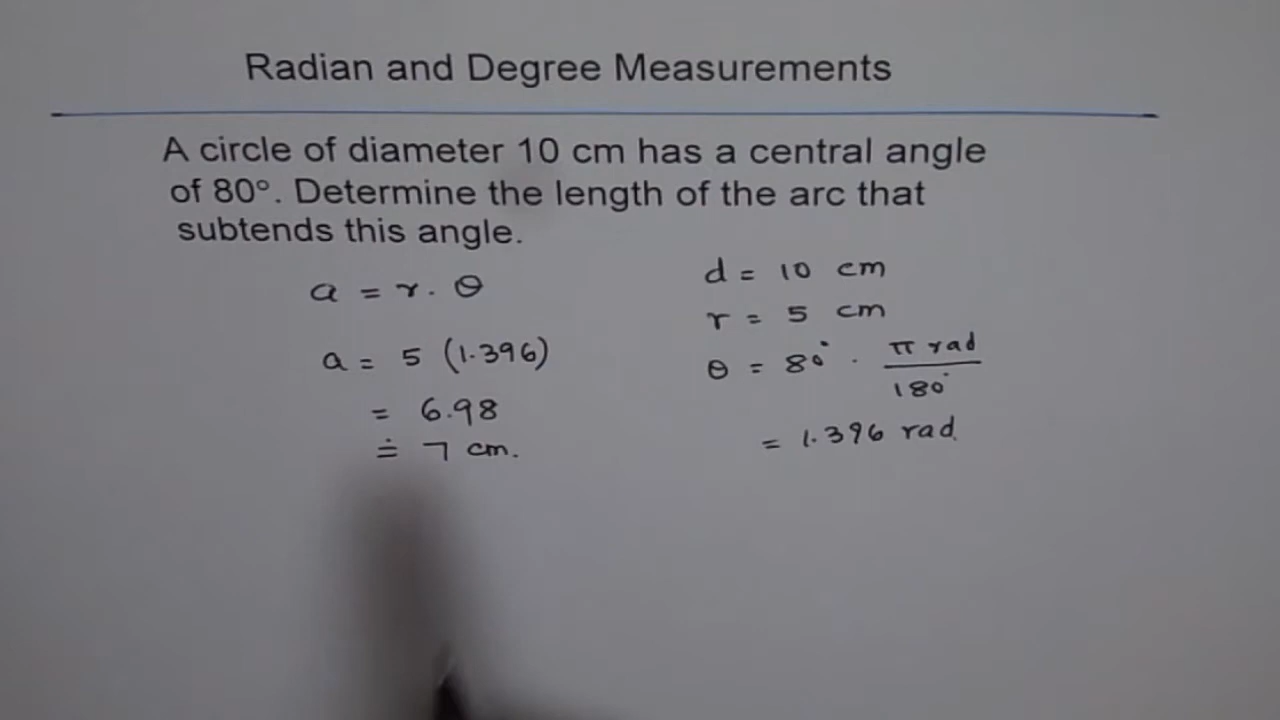 Radian and Degree Measurements
A circle of diameter 10 cm has a central angle
of 80°. Determine the length of the arc that
subtends this angle.
a = r . θ
a = 5 (1.396)
= 6.98
≐ 7 cm.
d = 10 cm
r = 5 cm
θ = 80° . π rad / 180°
= 1.396 rad.